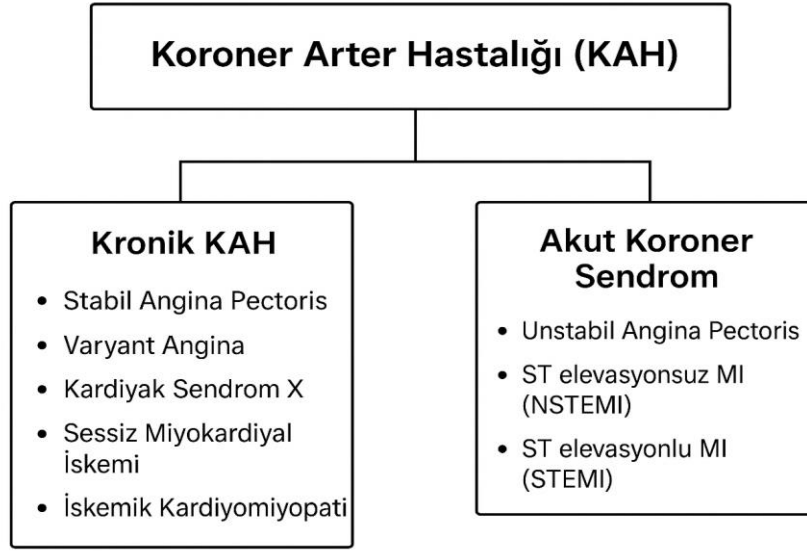 Koroner Arter Hastalığı (KAH)
Kronik KAH
• Stabil Angina Pectoris
• Varyant Angina
• Kardiyak Sendrom X
• Sessiz Miyokardiyal
İskemi
• İskemik Kardiyomiyopati
Akut Koroner
Sendrom
• Unstabil Angina Pectoris
• ST elevasyonsuz MI
(NSTEMI)
• ST elevasyonlu MI
(STEMI)